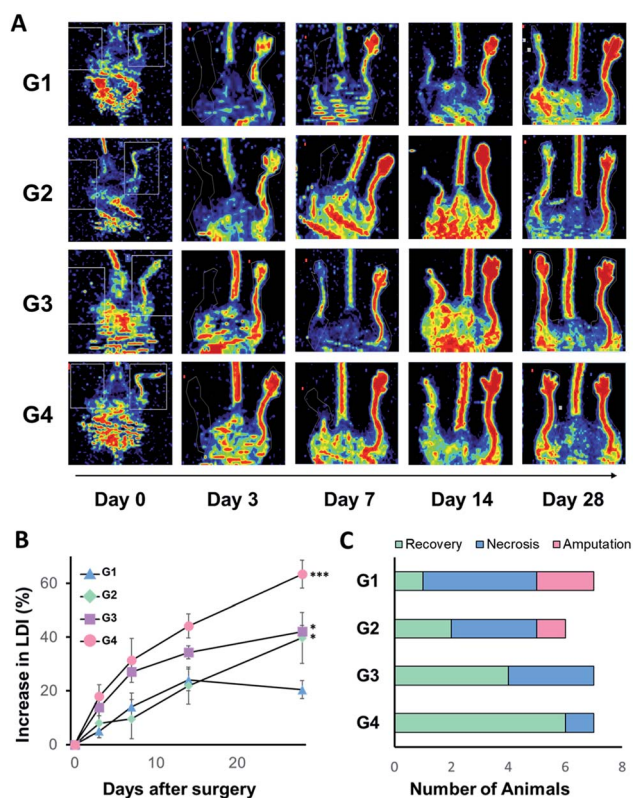 A
G1
G2
G3
G4
Day 0 Day 3 Day 7 Day 14 Day 28
B
Increase in LDI (%)
60
40
20
0
G1
G2
G3
G4
***
*
*
0 20
Days after surgery
C
Recovery Necrosis Amputation
G1
G2
G3
G4
0 2 4 6 8
Number of Animals